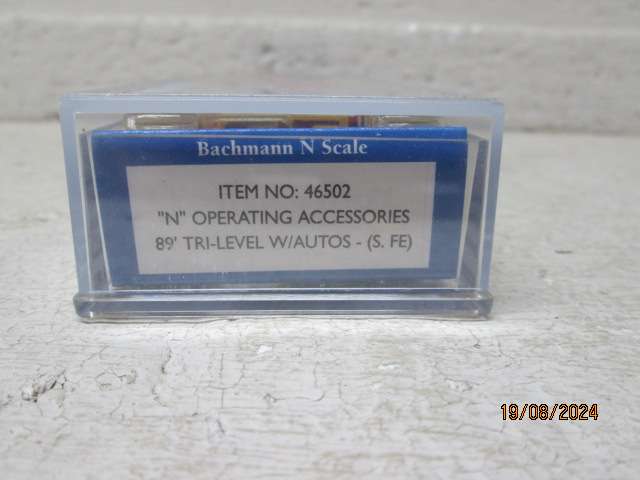 Bachmann N Scale
ITEM NO: 46502
"N" OPERATING ACCESSORIES
89' TRI-LEVEL W/AUTOS - (S. FE)
19/08/2024